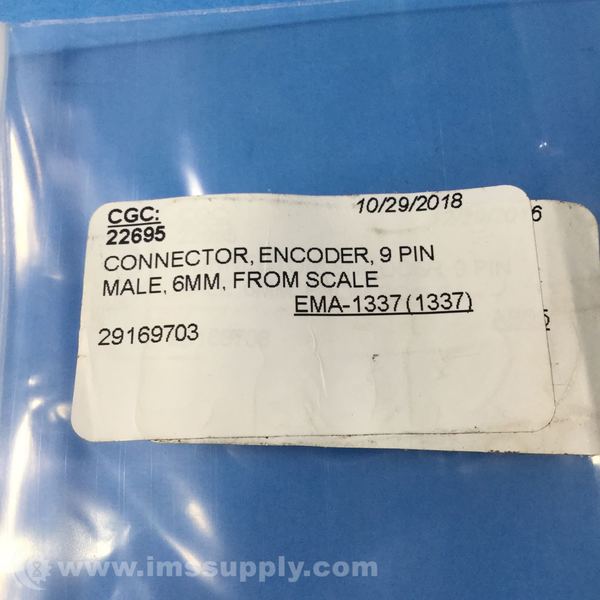 CGC: 10/29/2018
22695
CONNECTOR, ENCODER, 9 PIN
MALE, 6MM, FROM SCALE
EMA-1337 (1337)
29169703
www.imssupply.com